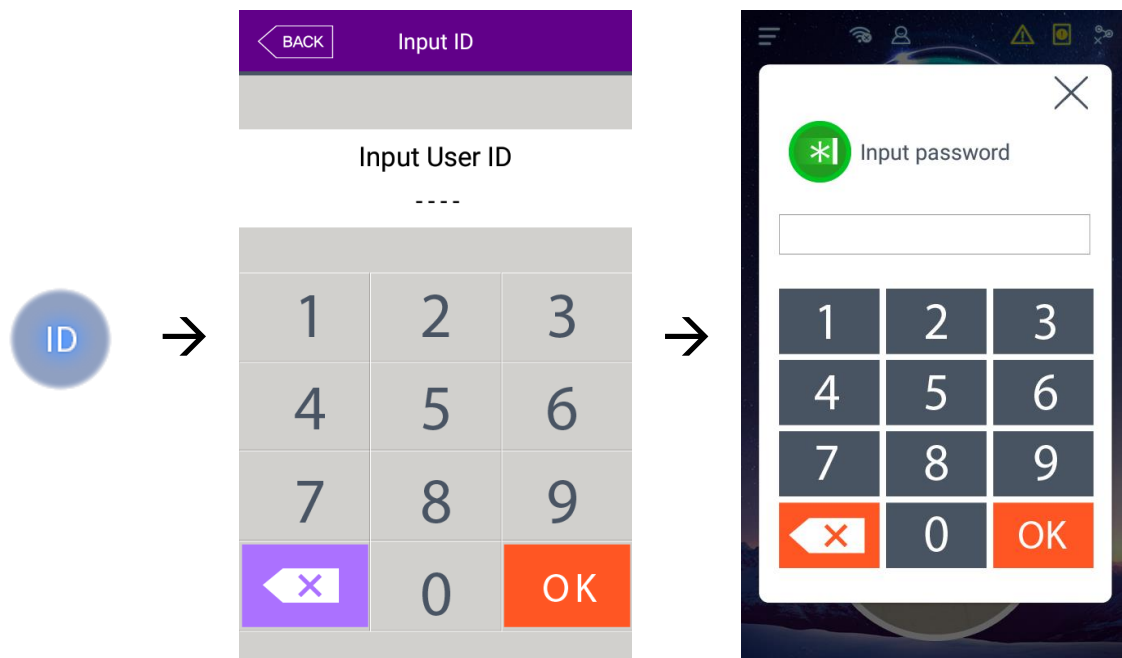 ID
BACK Input ID
Input User ID
----
1 2 3
4 5 6
7 8 9
0 OK
Input password
1 2 3
4 5 6
7 8 9
0 OK